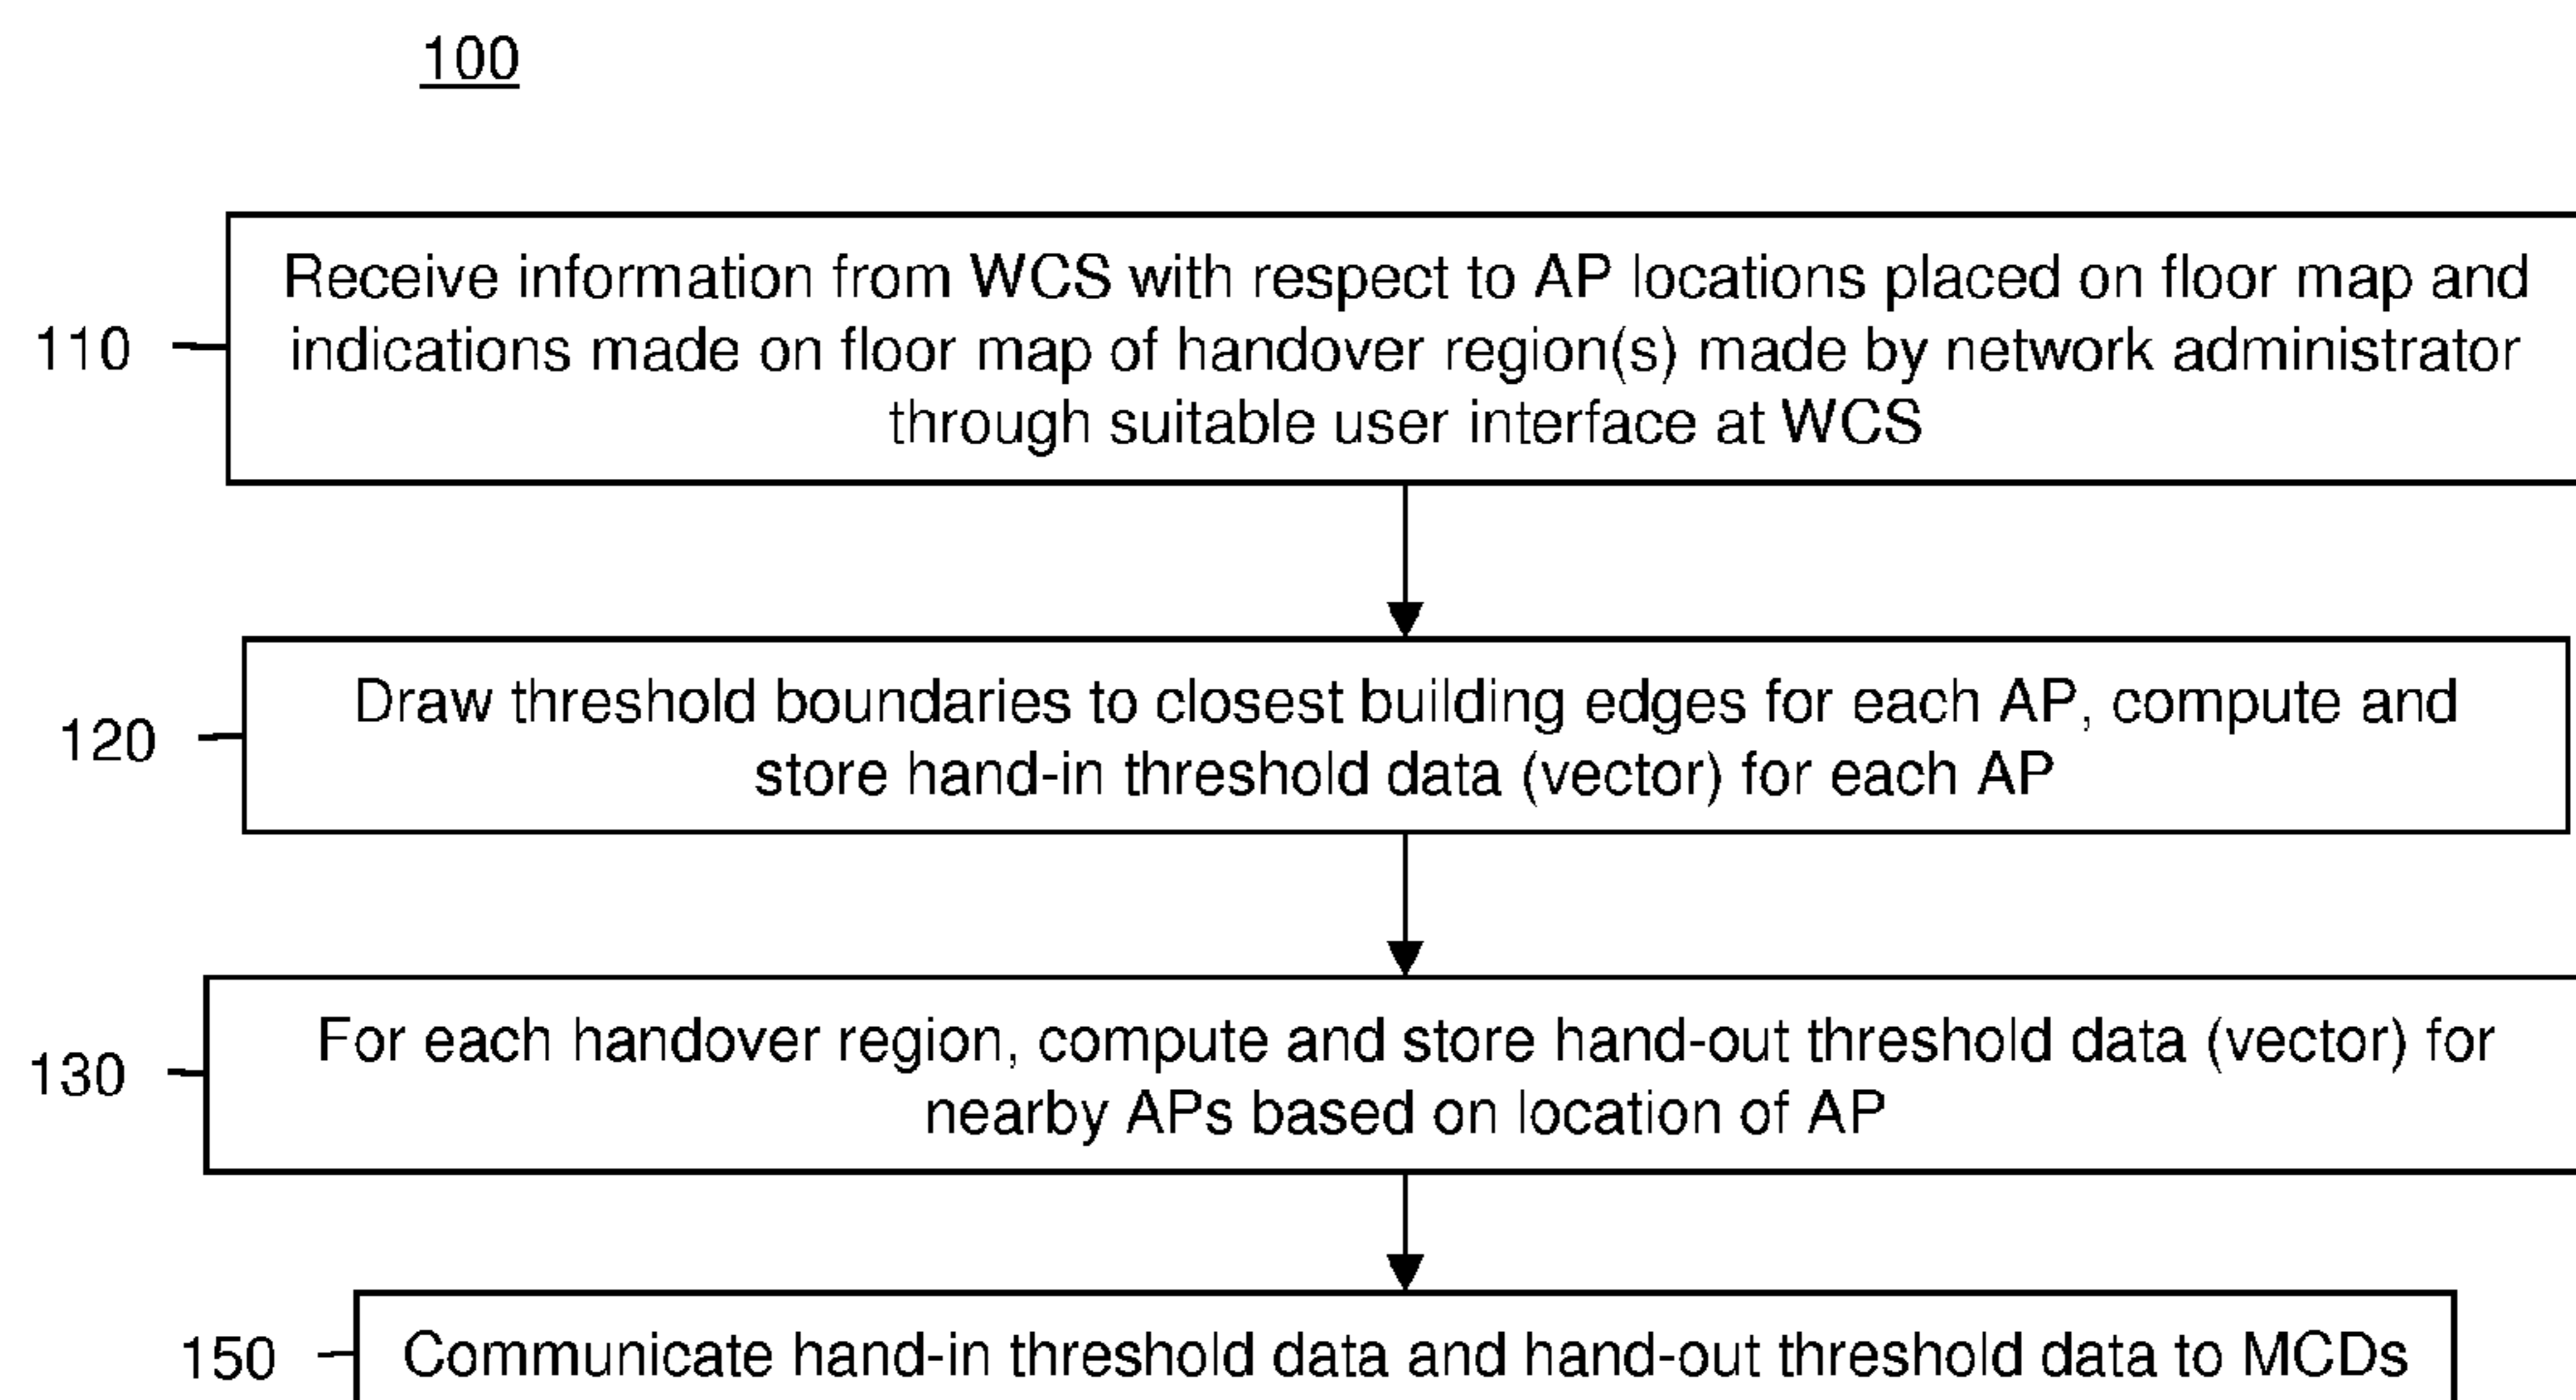 100
110
Receive information from WCS with respect to AP locations placed on floor map and
indications made on floor map of handover region(s) made by network administrator
through suitable user interface at WCS
120
Draw threshold boundaries to closest building edges for each AP, compute and
store hand-in threshold data (vector) for each AP
130
For each handover region, compute and store hand-out threshold data (vector) for
nearby APs based on location of AP
150
Communicate hand-in threshold data and hand-out threshold data to MCDs